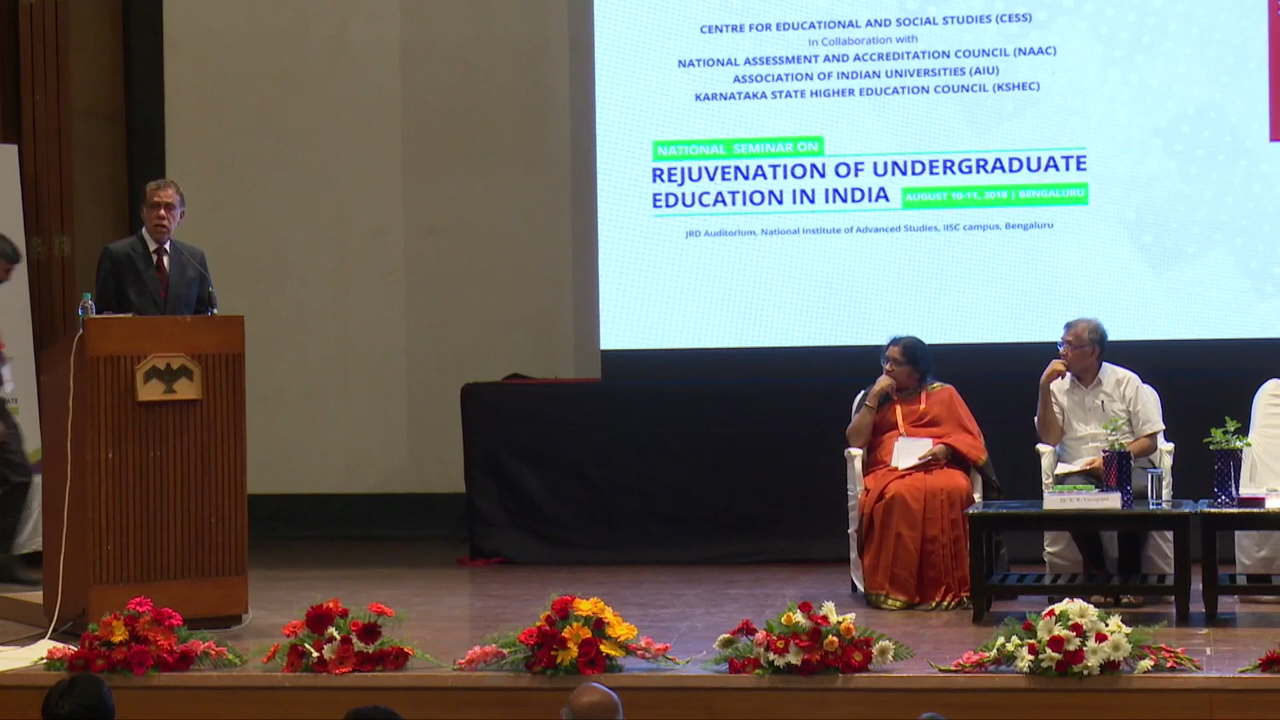 CENTRE FOR EDUCATIONAL AND SOCIAL STUDIES (CESS)
In Collaboration with
NATIONAL ASSESSMENT AND ACCREDITATION COUNCIL (NAAC)
ASSOCIATION OF INDIAN UNIVERSITIES (AIU)
KARNATAKA STATE HIGHER EDUCATION COUNCIL (KSHEC)
NATIONAL SEMINAR ON
REJUVENATION OF UNDERGRADUATE
EDUCATION IN INDIA
AUGUST 10-11, 2018 | BENGALURU
JRD Auditorium, National Institute of Advanced Studies, IISC campus, Bengaluru